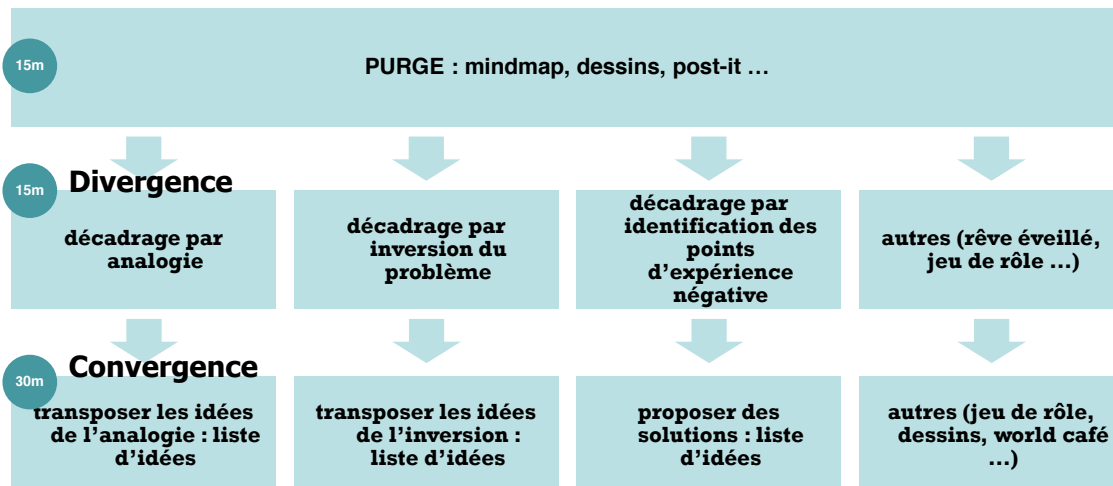 15m
PURGE : mindmap, dessins, post-it …
15m
Divergence
décadrage par
analogie
décadrage par
inversion du
problème
décadrage par
identification des
points
d’expérience
négative
autres (rêve éveillé,
jeu de rôle …)
30m
Convergence
transposer les idées
de l’analogie : liste
d’idées
transposer les idées
de l’inversion :
liste d’idées
proposer des
solutions : liste
d’idées
autres (jeu de rôle,
dessins, world café
…)